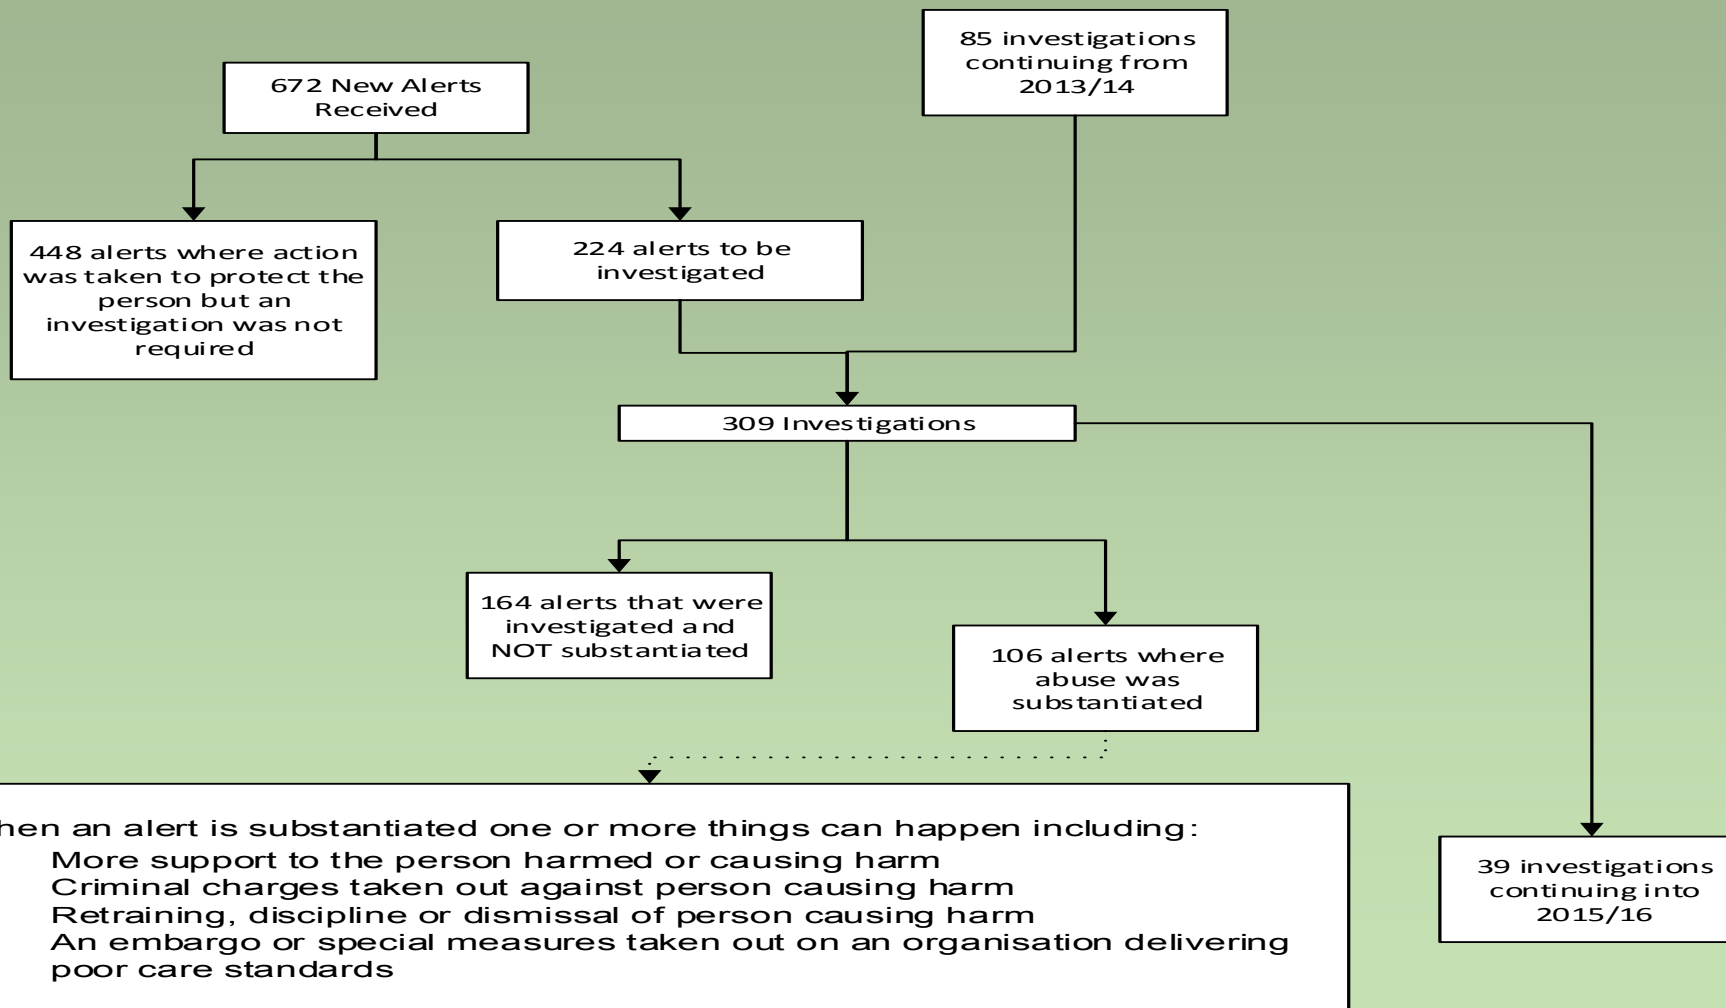 672 New Alerts
Received
85 investigations
continuing from
2013/14
448 alerts where action
was taken to protect the
person but an
investigation was not
required
224 alerts to be
investigated
309 Investigations
164 alerts that were
investigated and
NOT substantiated
106 alerts where
abuse was
substantiated
hen an alert is substantiated one or more things can happen including:
More support to the person harmed or causing harm
Criminal charges taken out against person causing harm
Retraining, discipline or dismissal of person causing harm
An embargo or special measures taken out on an organisation delivering
poor care standards
39 investigations
continuing into
2015/16